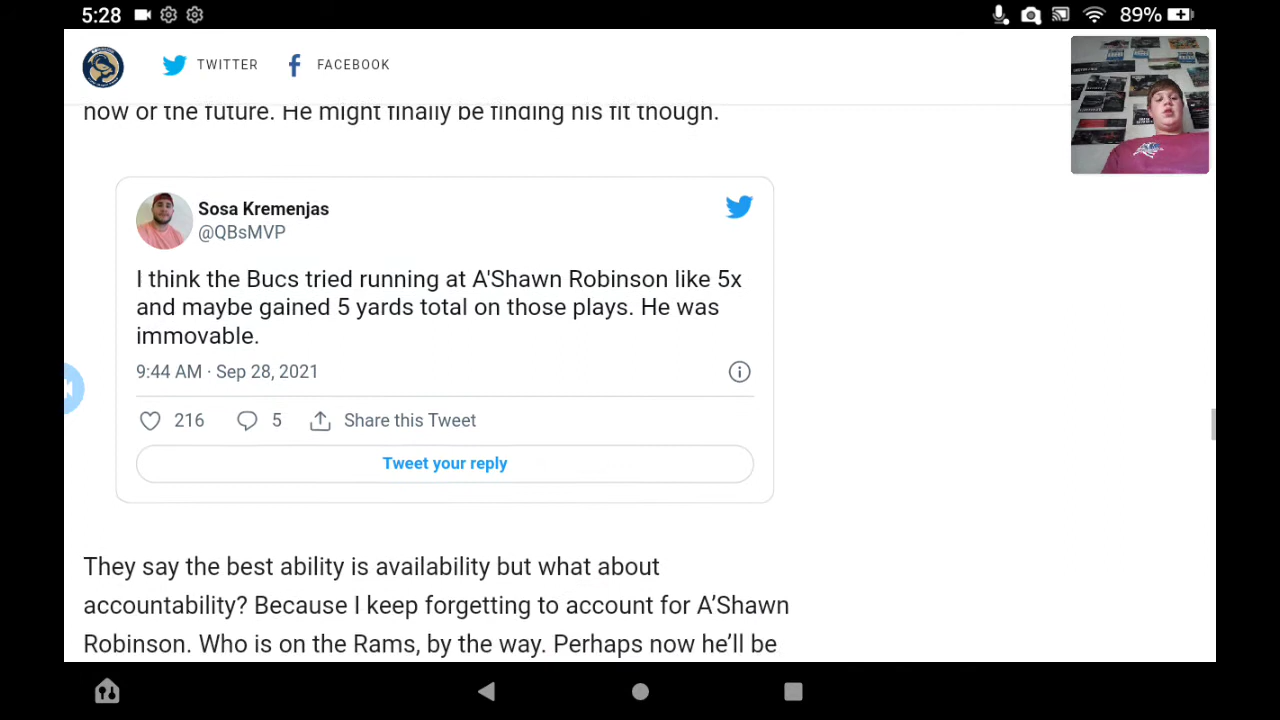 5:28
89%
TWITTER
FACEBOOK
now or the future. He might finally be finding his fit though.
Sosa Kremenjas
@QBsMVP
I think the Bucs tried running at A'Shawn Robinson like 5x
and maybe gained 5 yards total on those plays. He was
immovable.
9:44 AM · Sep 28, 2021
216
5
Share this Tweet
Tweet your reply
They say the best ability is availability but what about
accountability? Because I keep forgetting to account for A’Shawn
Robinson. Who is on the Rams, by the way. Perhaps now he’ll be